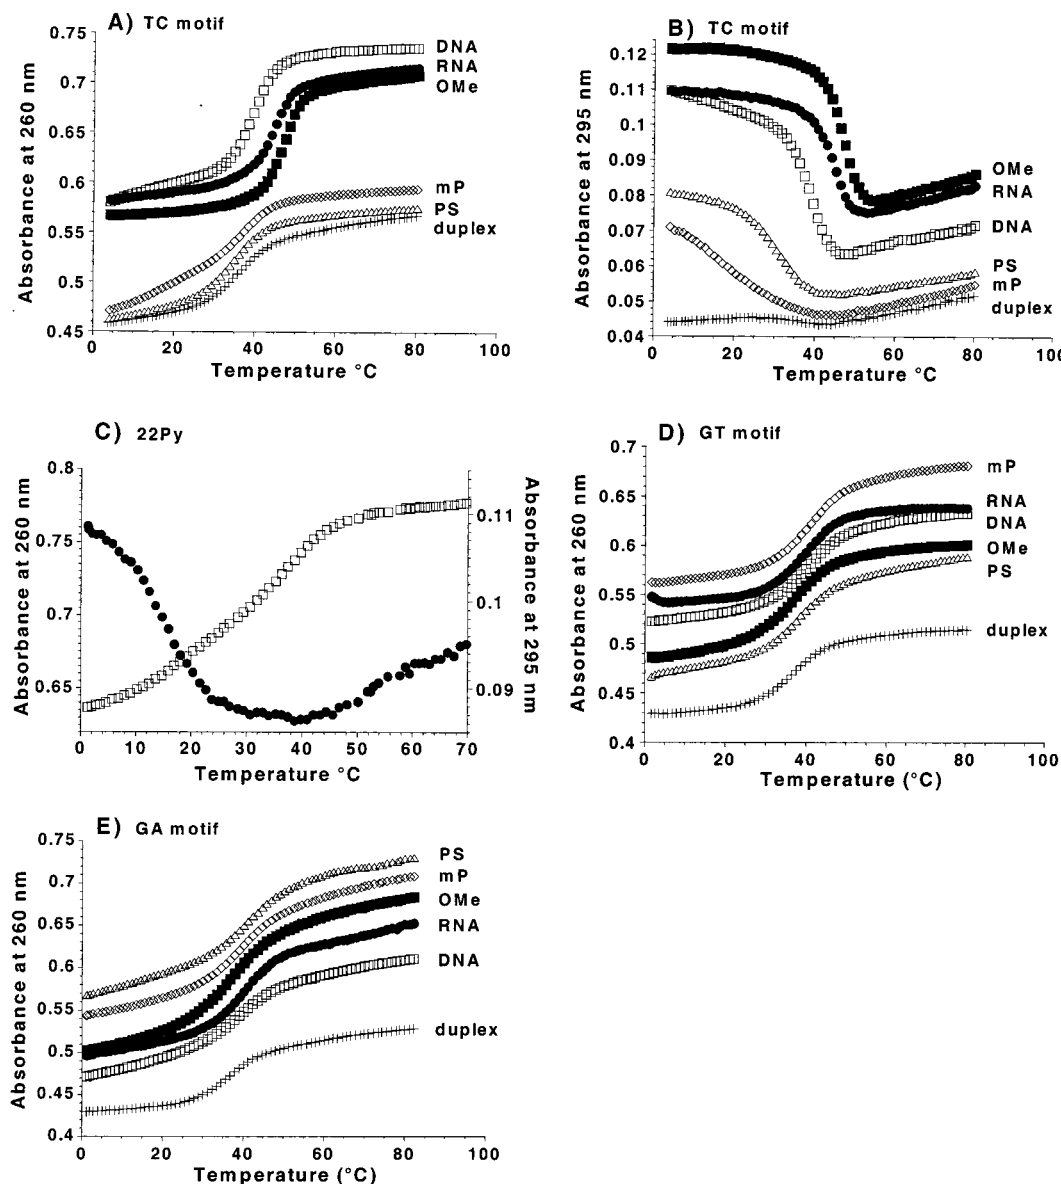 A) TC motif
0.75
0.7
0.65
0.6
0.55
0.5
0.45
Absorbance at 260 nm
DNA
RNA
OMe
mP
PS
duplex
0 20 40 60 80 100
Temperature °C
B) TC motif
0.12
0.11
0.1
0.09
0.08
0.07
0.06
0.05
0.04
Absorbance at 295 nm
OMe
RNA
DNA
PS
mP
duplex
0 20 40 60 80 100
Temperature °C
C) 22Py
0.8
0.75
0.7
0.65
Absorbance at 260 nm
0.11
0.1
0.09
Absorbance at 295 nm
0 10 20 30 40 50 60 70
Temperature °C
D) GT motif
0.7
0.65
0.6
0.55
0.5
0.45
0.4
Absorbance at 260 nm
mP
RNA
DNA
OMe
PS
duplex
0 20 40 60 80 100
Temperature (°C)
E) GA motif
0.75
0.7
0.65
0.6
0.55
0.5
0.45
0.4
Absorbance at 260 nm
PS
mP
OMe
RNA
DNA
duplex
0 20 40 60 80 100
Temperature (°C)